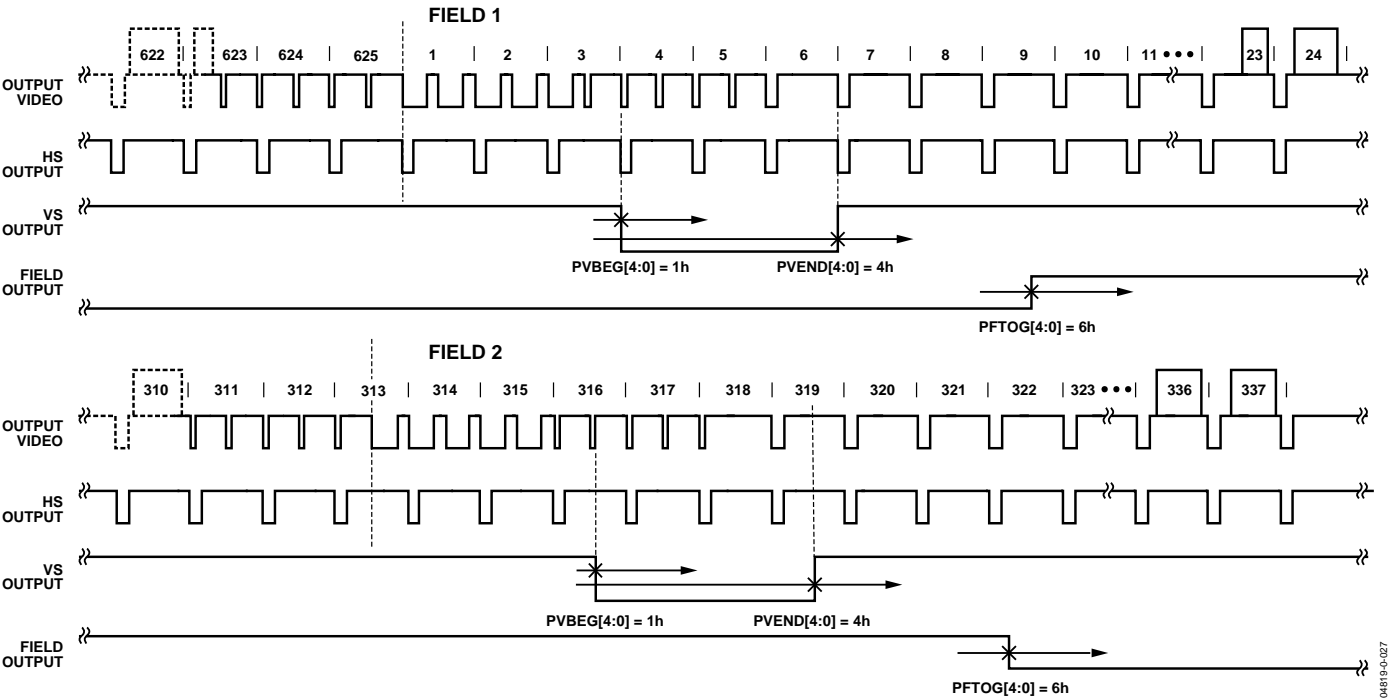 FIELD 1
622 623 624 625 1 2 3 4 5 6 7 8 9 10 11 ••• 23 24
OUTPUT
VIDEO
HS
OUTPUT
VS
OUTPUT
PVBEG[4:0] = 1h PVEND[4:0] = 4h
FIELD
OUTPUT
PFTOG[4:0] = 6h
FIELD 2
310 311 312 313 314 315 316 317 318 319 320 321 322 323 ••• 336 337
OUTPUT
VIDEO
HS
OUTPUT
VS
OUTPUT
PVBEG[4:0] = 1h PVEND[4:0] = 4h
FIELD
OUTPUT
PFTOG[4:0] = 6h
04819-0-027